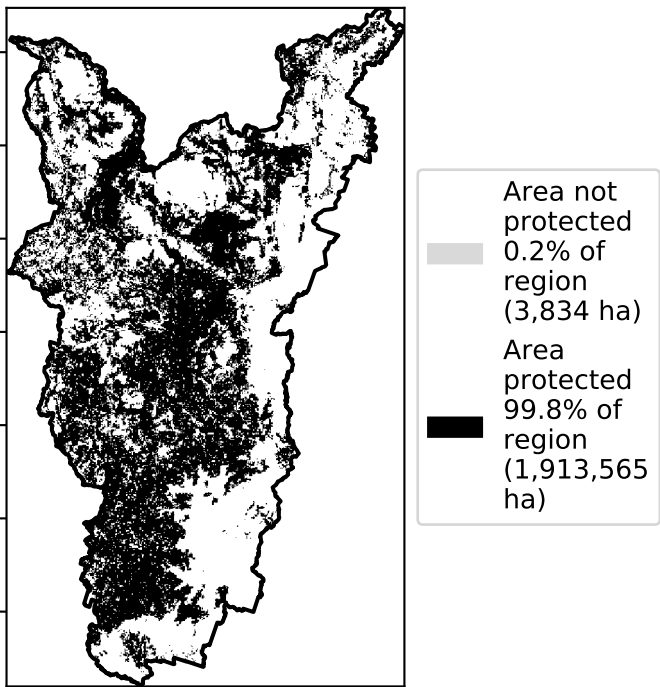 Area not
protected
0.2% of
region
(3,834 ha)
Area
protected
99.8% of
region
(1,913,565
ha)